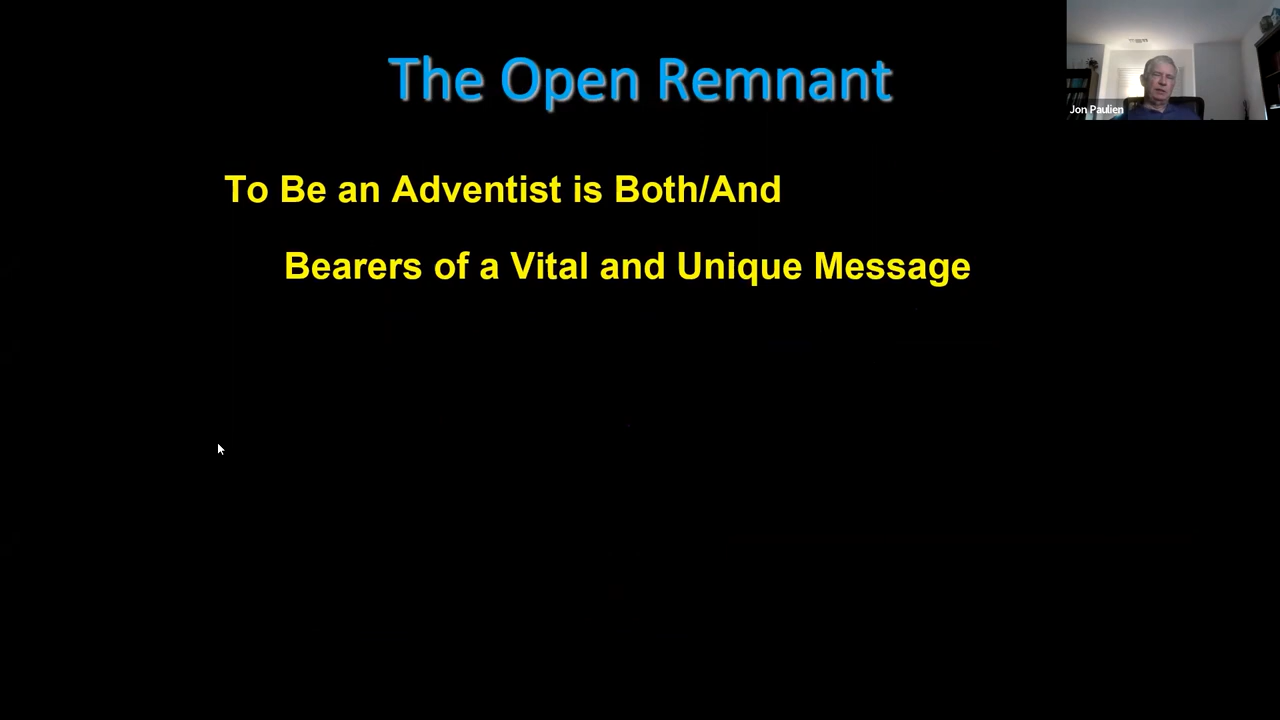 The Open Remnant
Jon Paulien
To Be an Adventist is Both/And
Bearers of a Vital and Unique Message